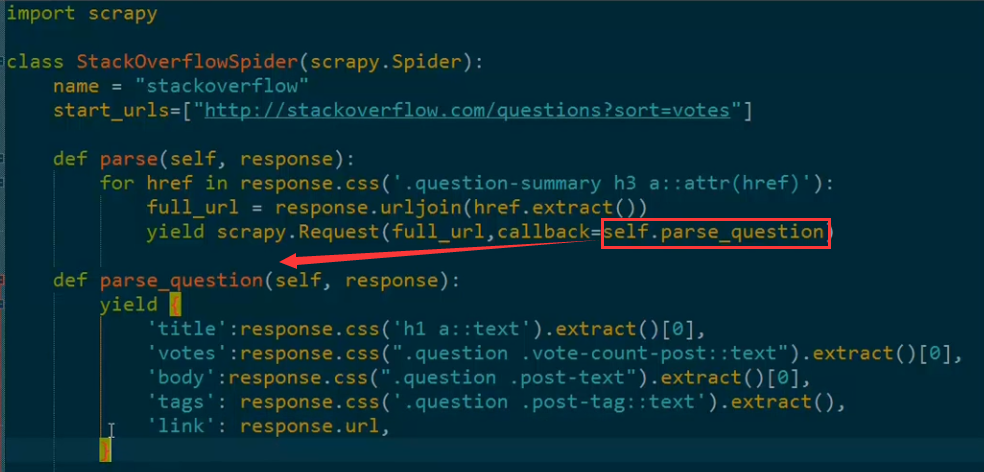 import scrapy
class StackOverflowSpider(scrapy.Spider):
    name = "stackoverflow"
    start_urls=["http://stackoverflow.com/questions?sort=votes"]
    def parse(self, response):
        for href in response.css('.question-summary h3 a::attr(href)'):
            full_url = response.urljoin(href.extract())
            yield scrapy.Request(full_url,callback=self.parse_question)
    def parse_question(self, response):
        yield {
            'title':response.css('h1 a::text').extract()[0],
            'votes':response.css(".question .vote-count-post::text").extract()[0],
            'body':response.css(".question .post-text").extract()[0],
            'tags': response.css('.question .post-tag::text').extract(),
            'link': response.url,
        }